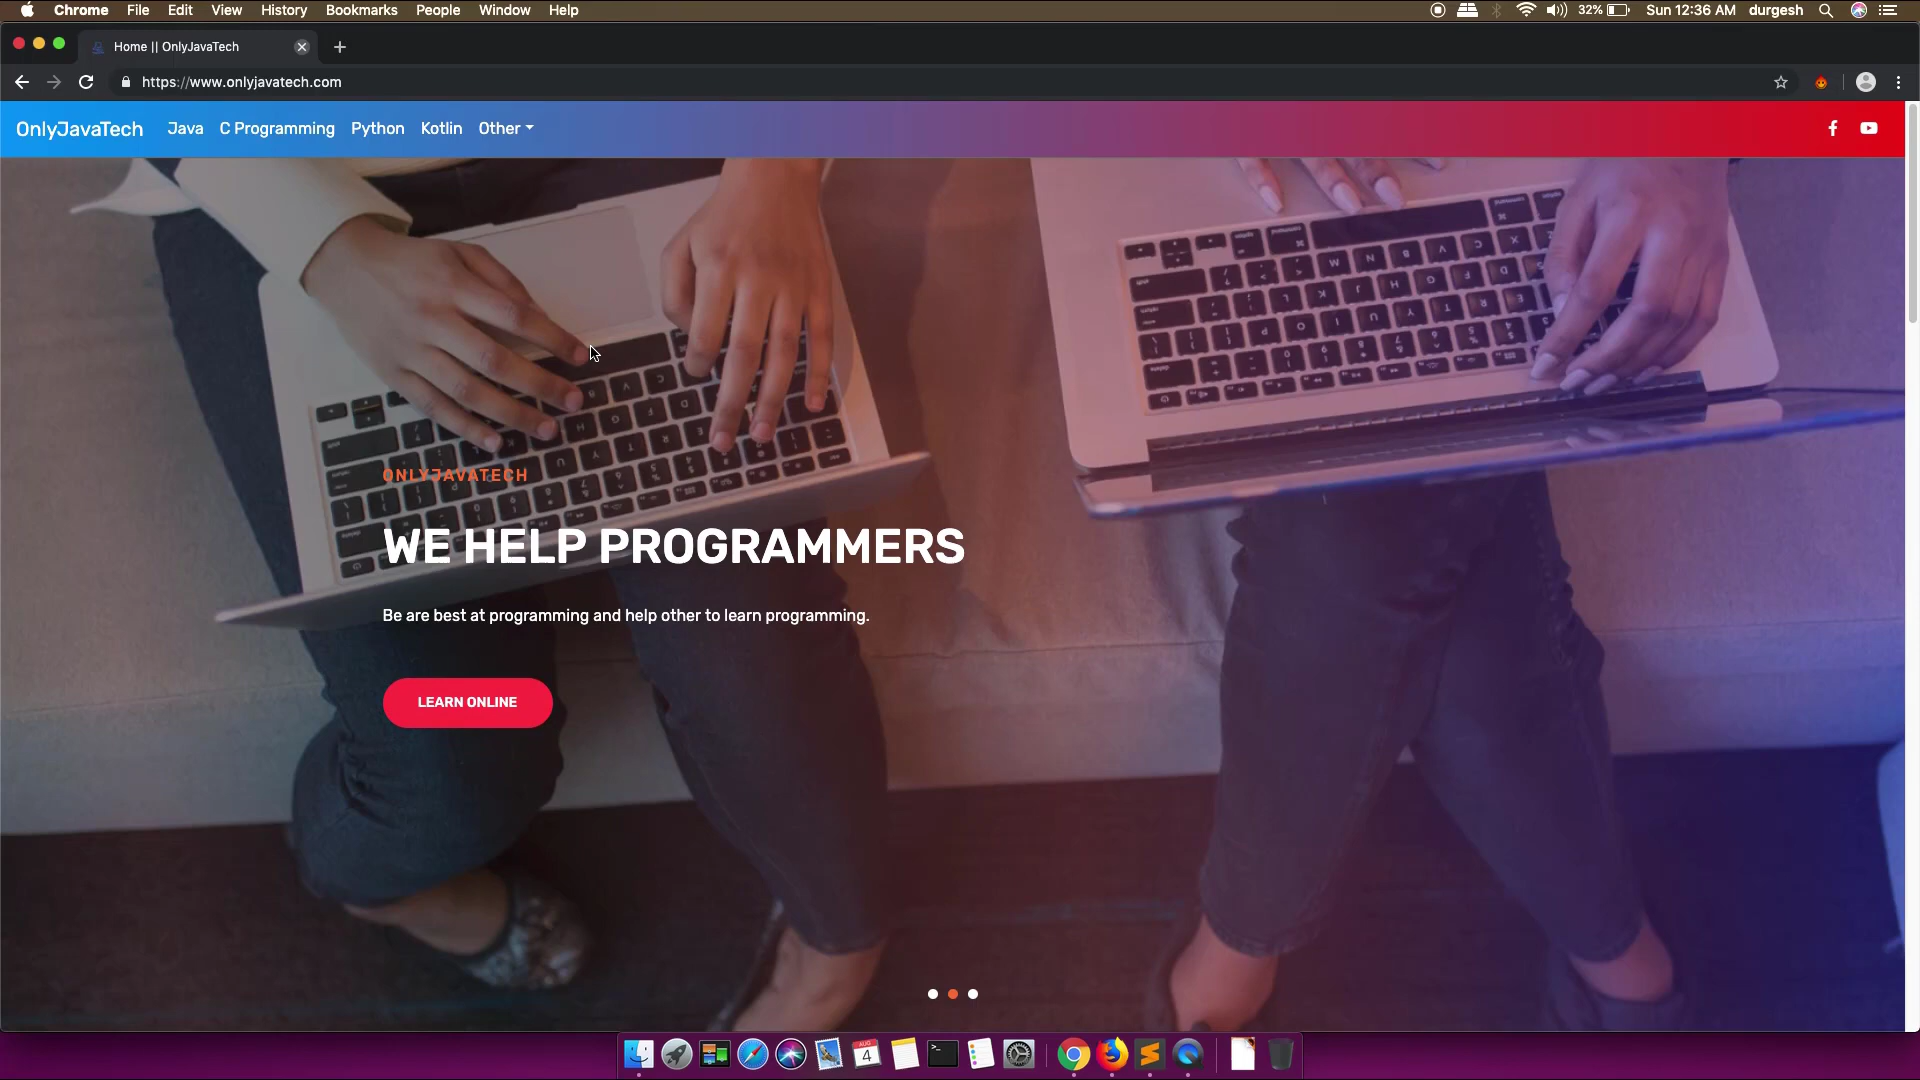 Chrome File Edit View History Bookmarks People Window Help 32% Sun 12:36 AM durgesh
Home || OnlyJavaTech
https://www.onlyjavatech.com
OnlyJavaTech Java C Programming Python Kotlin Other
ONLYJAVATECH
WE HELP PROGRAMMERS
Be are best at programming and help other to learn programming.
LEARN ONLINE
AUG
4